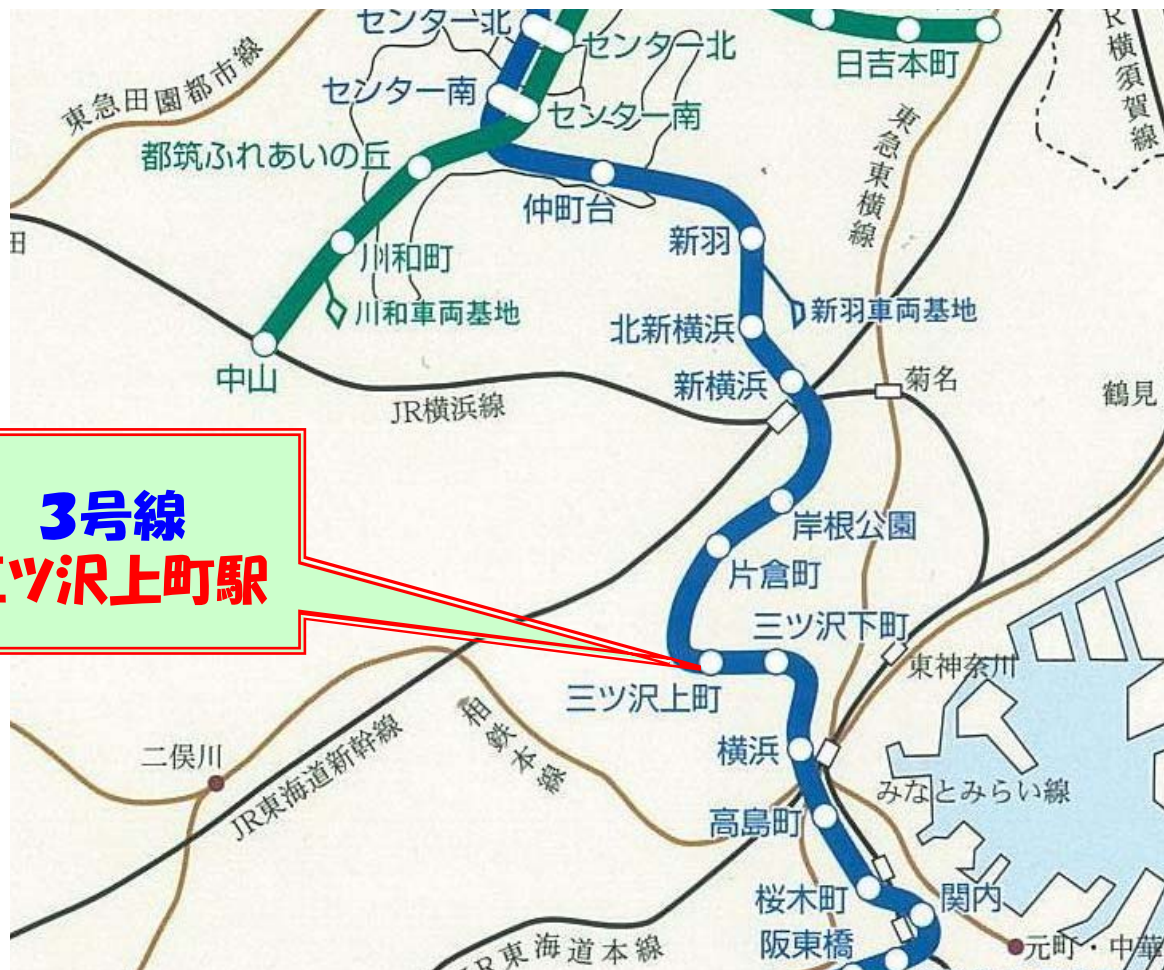 センター北
センター北
日吉本町
R横須賀線
東急田園都市線
センター南
センター南
東急東横線
都筑ふれあいの丘
仲町台
新羽
田
川和町
川和車両基地
新羽車両基地
北新横浜
中山
新横浜
菊名
鶴見
JR横浜線
3号線
三ツ沢上町駅
岸根公園
片倉町
三ツ沢下町
東神奈川
三ツ沢上町
相鉄本線
二俣川
JR東海道新幹線
横浜
みなとみらい線
高島町
桜木町
関内
阪東橋
JR東海道本線
元町・中華